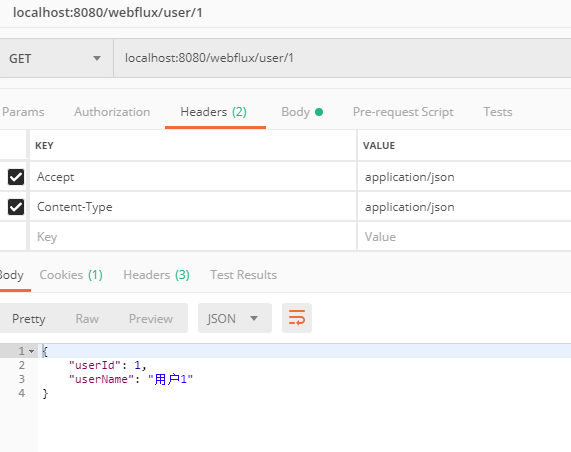 localhost:8080/webflux/user/1
GET localhost:8080/webflux/user/1
Params Authorization Headers (2) Body Pre-request Script Tests
KEY VALUE
Accept application/json
Content-Type application/json
Key Value
Body Cookies (1) Headers (3) Test Results
Pretty Raw Preview JSON
1 {
2 "userId": 1,
3 "userName": "用户1"
4 }